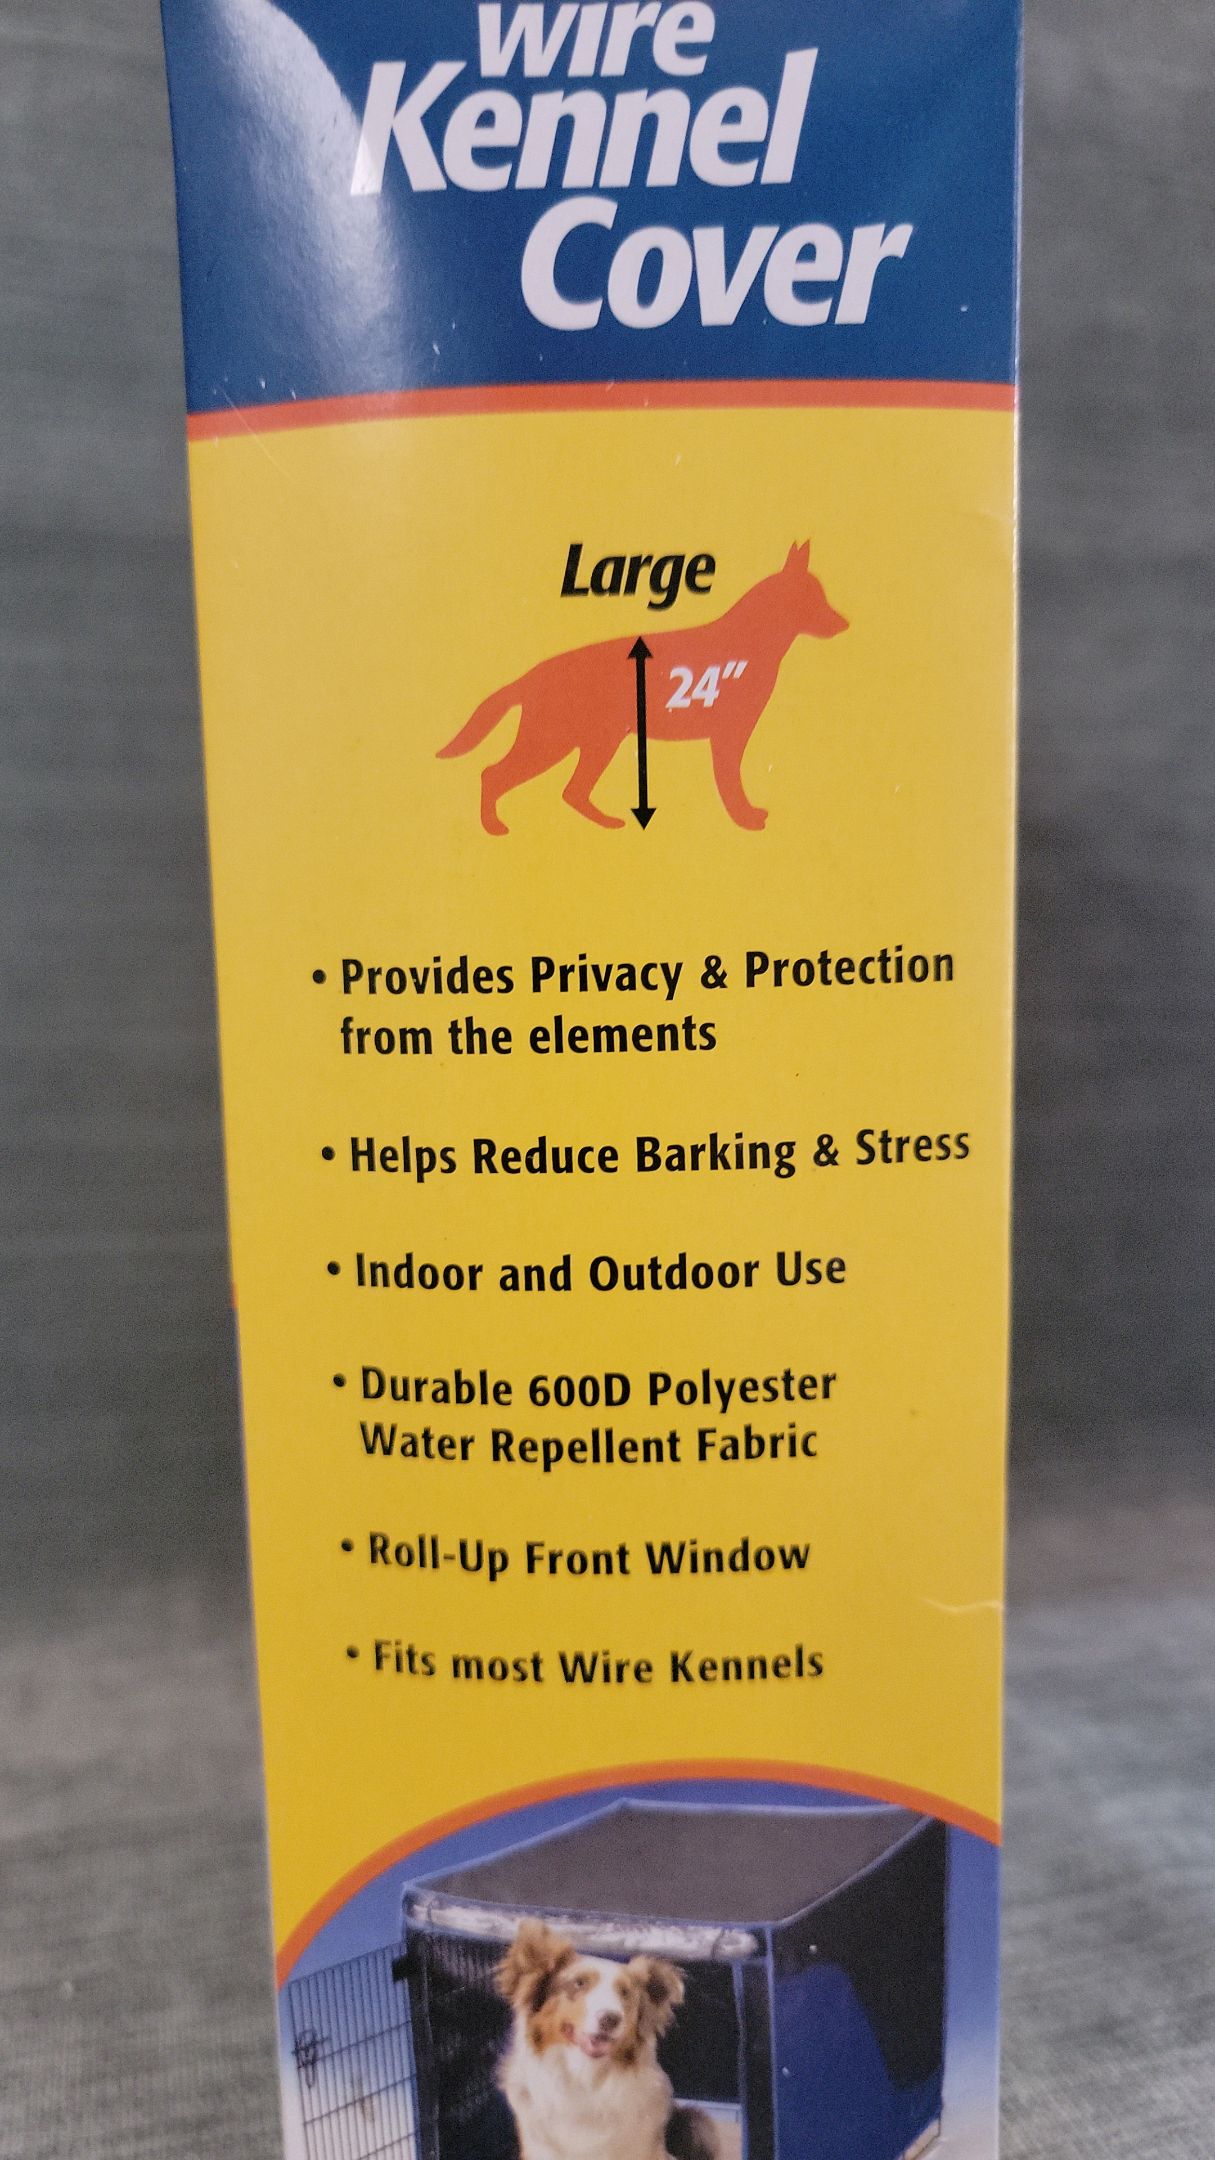 wire
Kennel
Cover
Large
24"
• Provides Privacy & Protection
from the elements
• Helps Reduce Barking & Stress
• Indoor and Outdoor Use
• Durable 600D Polyester
Water Repellent Fabric
• Roll-Up Front Window
• Fits most Wire Kennels